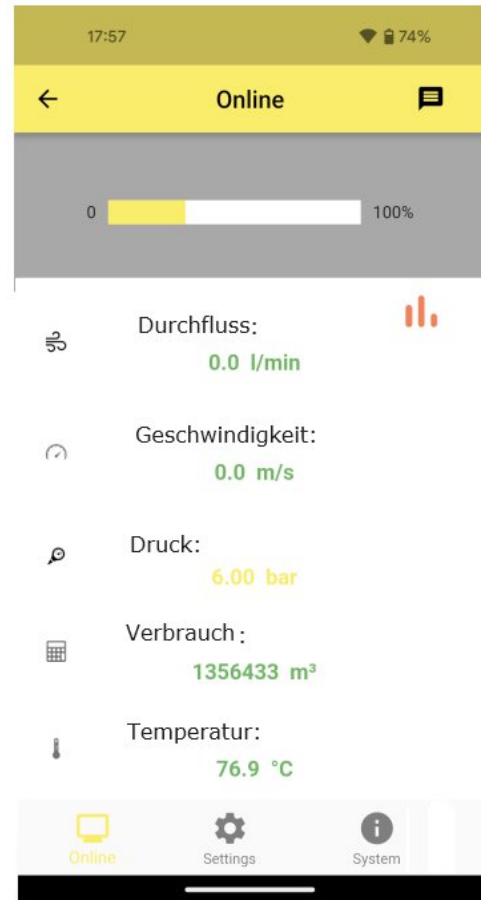 17:57 74%
Online
0 100%
Durchfluss:
0.0 l/min
Geschwindigkeit:
0.0 m/s
Druck:
6.00 bar
Verbrauch :
1356433 m³
Temperatur:
76.9 °C
Online Settings System